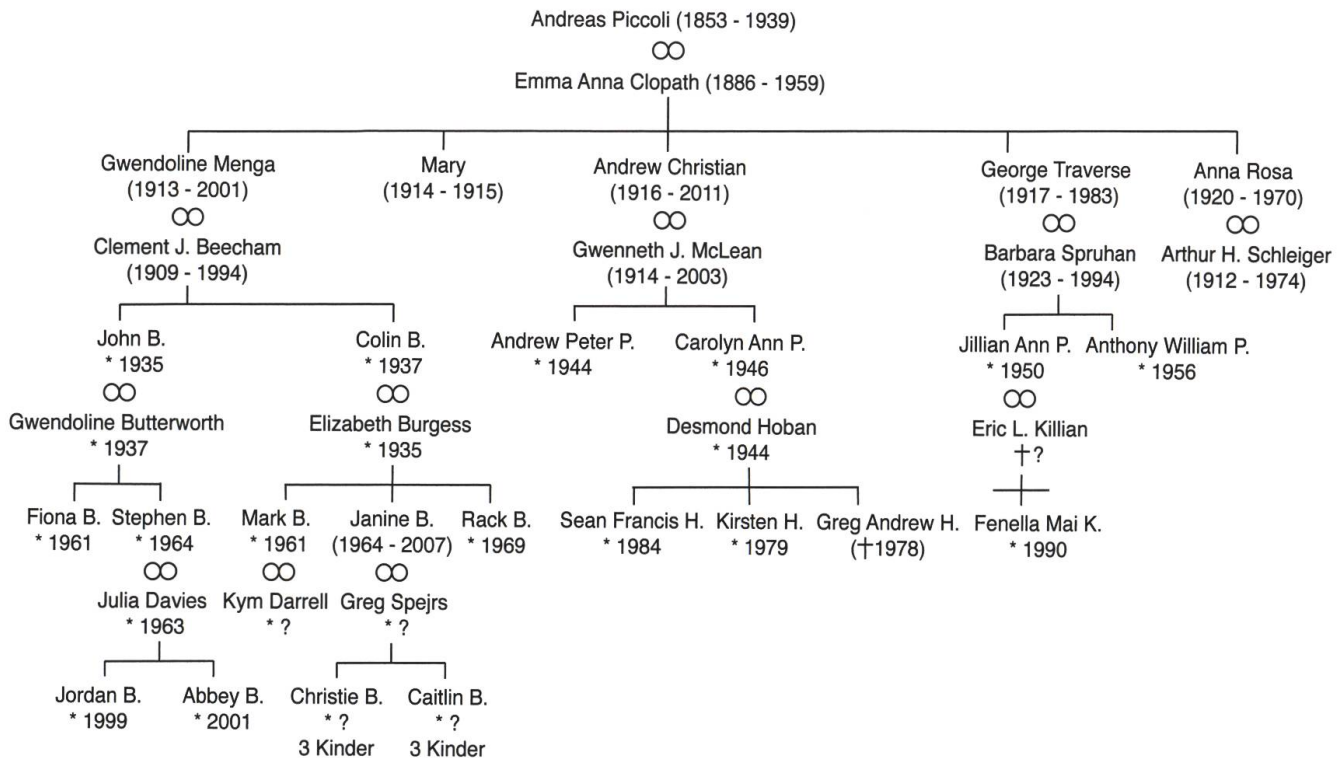 Andreas Piccoli (1853 - 1939)
Emma Anna Clopath (1886 - 1959)
Gwendoline Menga
(1913 - 2001)
Clement J. Beecham
(1909 - 1994)
Mary
(1914 - 1915)
Andrew Christian
(1916 - 2011)
Gwenneth J. McLean
(1914 - 2003)
George Traverse
(1917 - 1983)
Barbara Spruhan
(1923 - 1994)
Anna Rosa
(1920 - 1970)
Arthur H. Schleiger
(1912 - 1974)
John B.
* 1935
Gwendoline Butterworth
* 1937
Colin B.
* 1937
Elizabeth Burgess
* 1935
Andrew Peter P.
* 1944
Carolyn Ann P.
* 1946
Desmond Hoban
* 1944
Jillian Ann P.
* 1950
Eric L. Killian
† ?
Anthony William P.
* 1956
Fiona B.
* 1961
Stephen B.
* 1964
Julia Davies
* 1963
Mark B.
* 1961
Kym Darrell
* ?
Janine B.
(1964 - 2007)
Greg Spejrs
* ?
Rack B.
* 1969
Sean Francis H.
* 1984
Kirsten H.
* 1979
Greg Andrew H.
(†1978)
Fenella Mai K.
* 1990
Jordan B.
* 1999
Abbey B.
* 2001
Christie B.
* ?
3 Kinder
Caitlin B.
* ?
3 Kinder